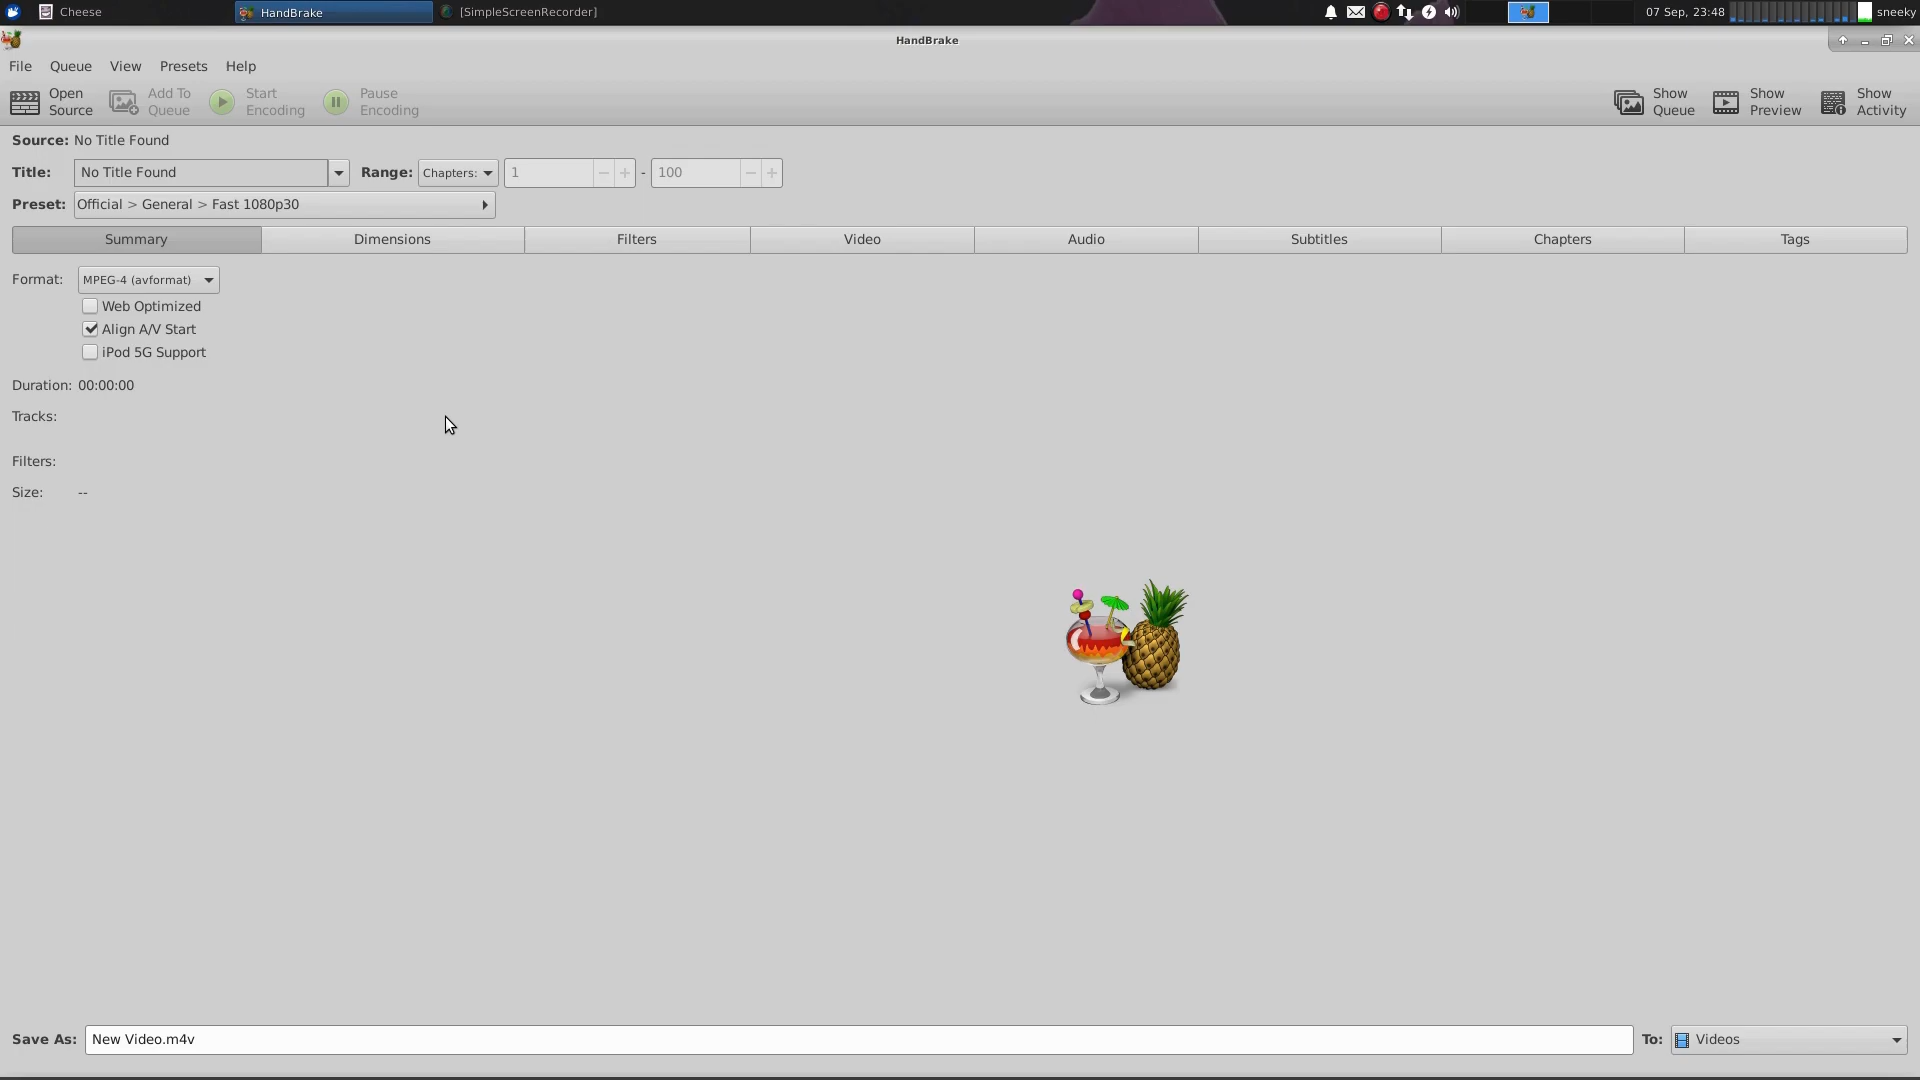 Cheese HandBrake [SimpleScreenRecorder] 07 Sep, 23:48 sneeky
HandBrake
File Queue View Presets Help
Open Source Add To Queue Start Encoding Pause Encoding Show Queue Show Preview Show Activity
Source: No Title Found
Title: No Title Found Range: Chapters: 1 - 100
Preset: Official > General > Fast 1080p30
Summary Dimensions Filters Video Audio Subtitles Chapters Tags
Format: MPEG-4 (avformat)
Web Optimized
Align A/V Start
iPod 5G Support
Duration: 00:00:00
Tracks:
Filters:
Size: --
Save As: New Video.m4v To: Videos